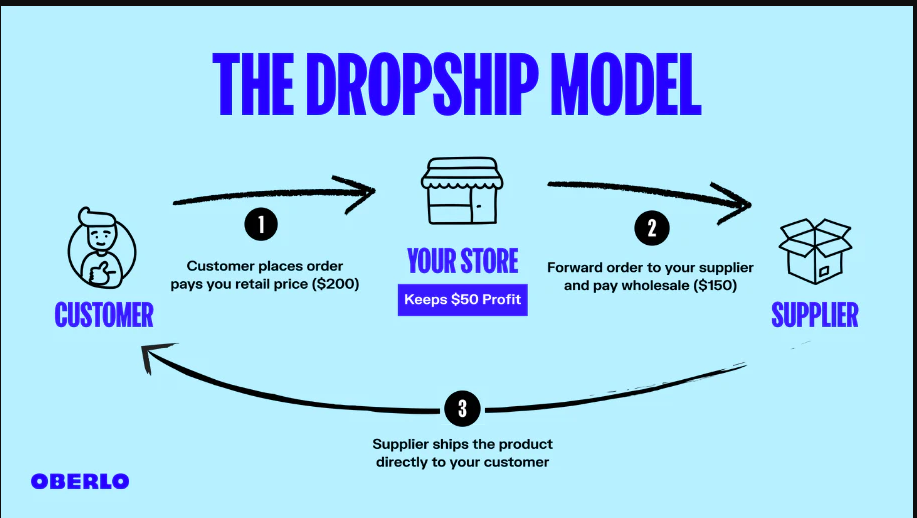 THE DROPSHIP MODEL
1
Customer places order
pays you retail price ($200)
CUSTOMER
YOUR STORE
Keeps $50 Profit
2
Forward order to your supplier
and pay wholesale ($150)
SUPPLIER
3
Supplier ships the product
directly to your customer
OBERLO